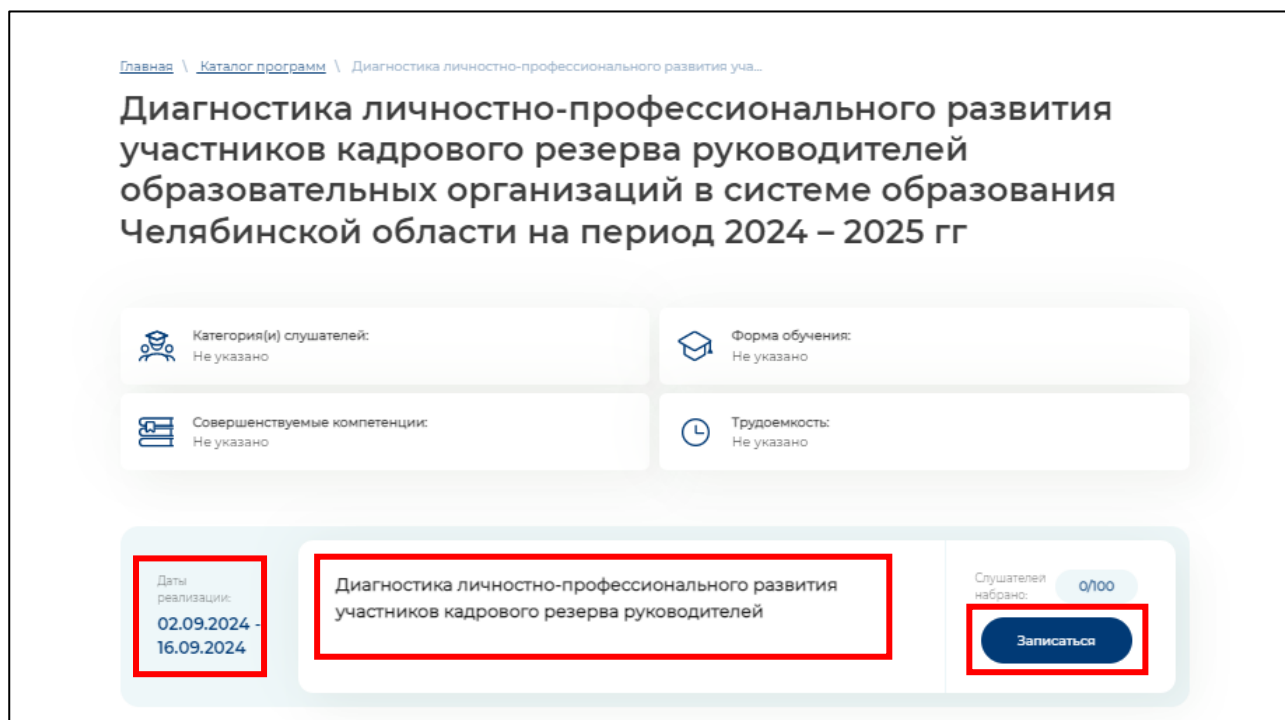 Главная \ Каталог программ \ Диагностика личностно-профессионального развития уча...
Диагностика личностно-профессионального развития
участников кадрового резерва руководителей
образовательных организаций в системе образования
Челябинской области на период 2024 – 2025 гг
Категория(и) слушателей:
Не указано
Форма обучения:
Не указано
Совершенствуемые компетенции:
Не указано
Трудоемкость:
Не указано
Даты
реализации:
02.09.2024 -
16.09.2024
Диагностика личностно-профессионального развития
участников кадрового резерва руководителей
Слушателей
набрано:
0/100
Записаться